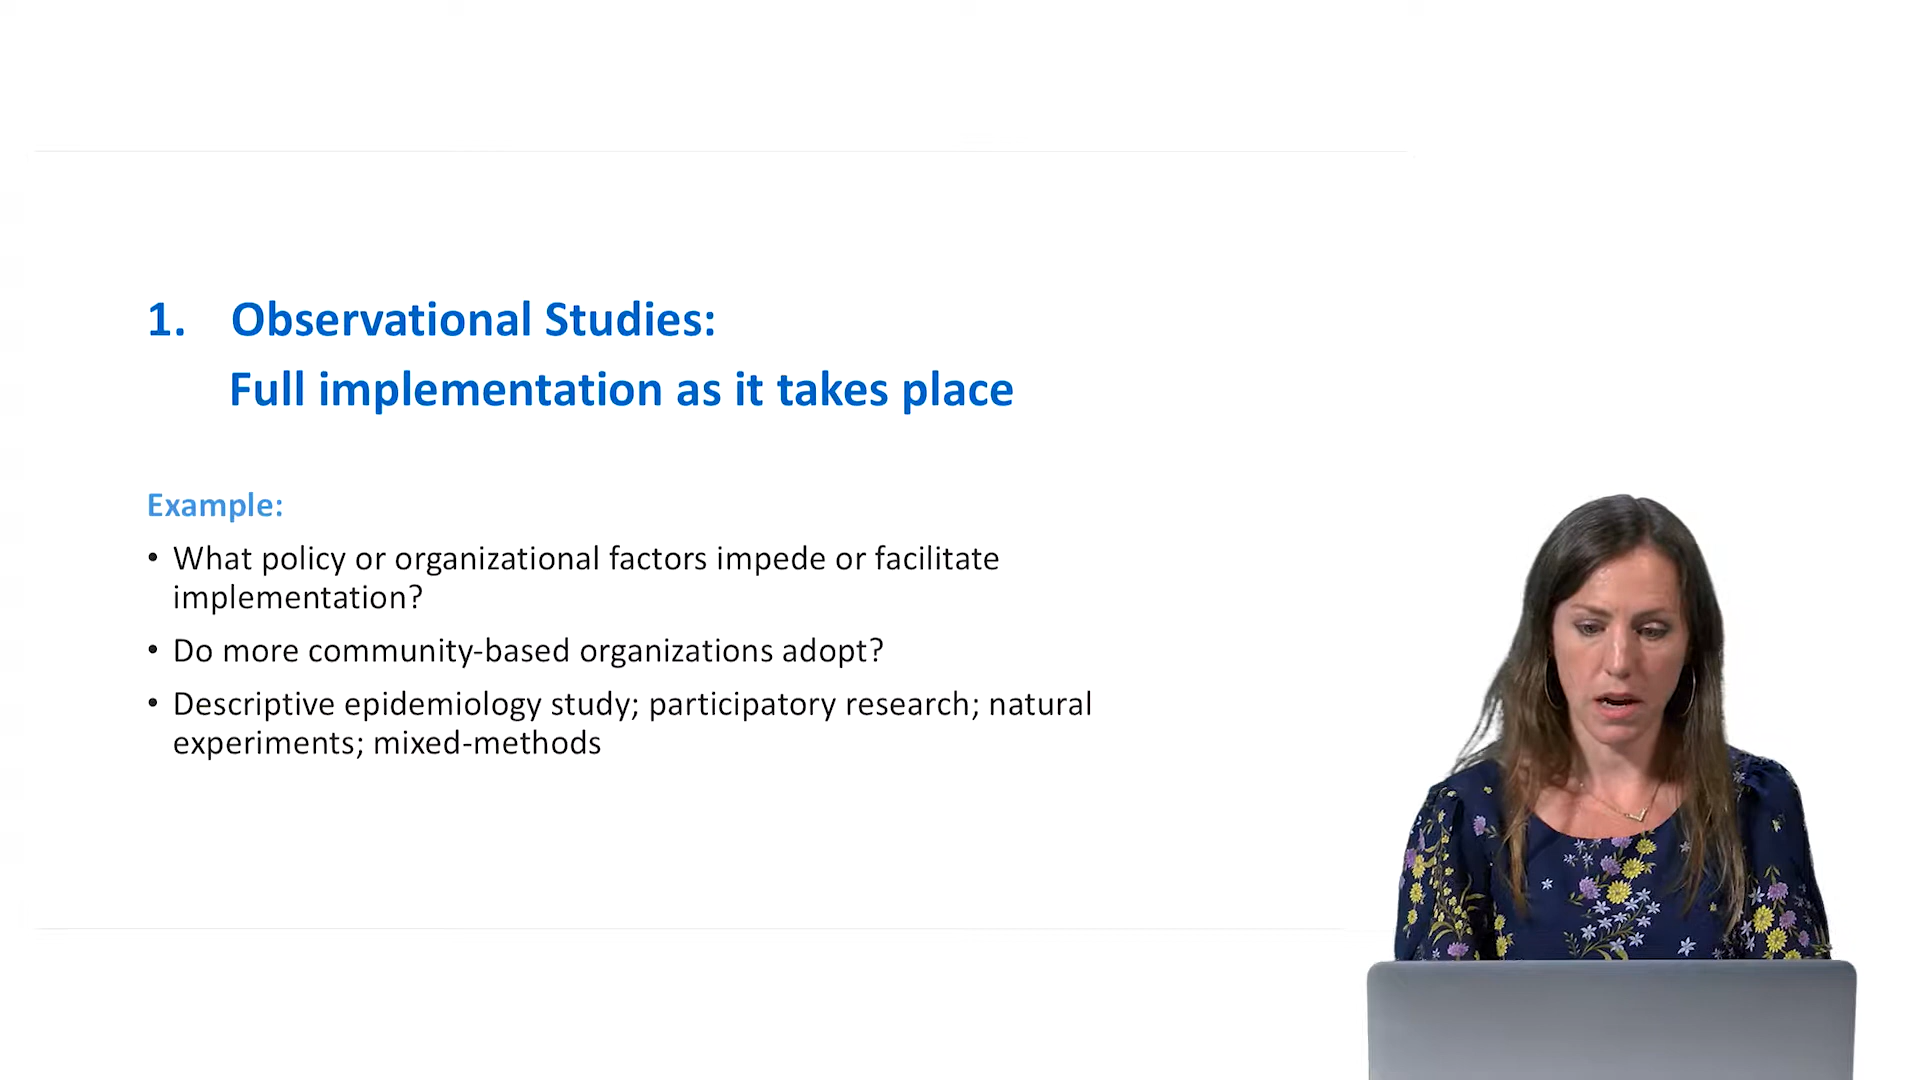 1. Observational Studies:
Full implementation as it takes place
Example:
• What policy or organizational factors impede or facilitate
implementation?
• Do more community-based organizations adopt?
• Descriptive epidemiology study; participatory research; natural
experiments; mixed-methods